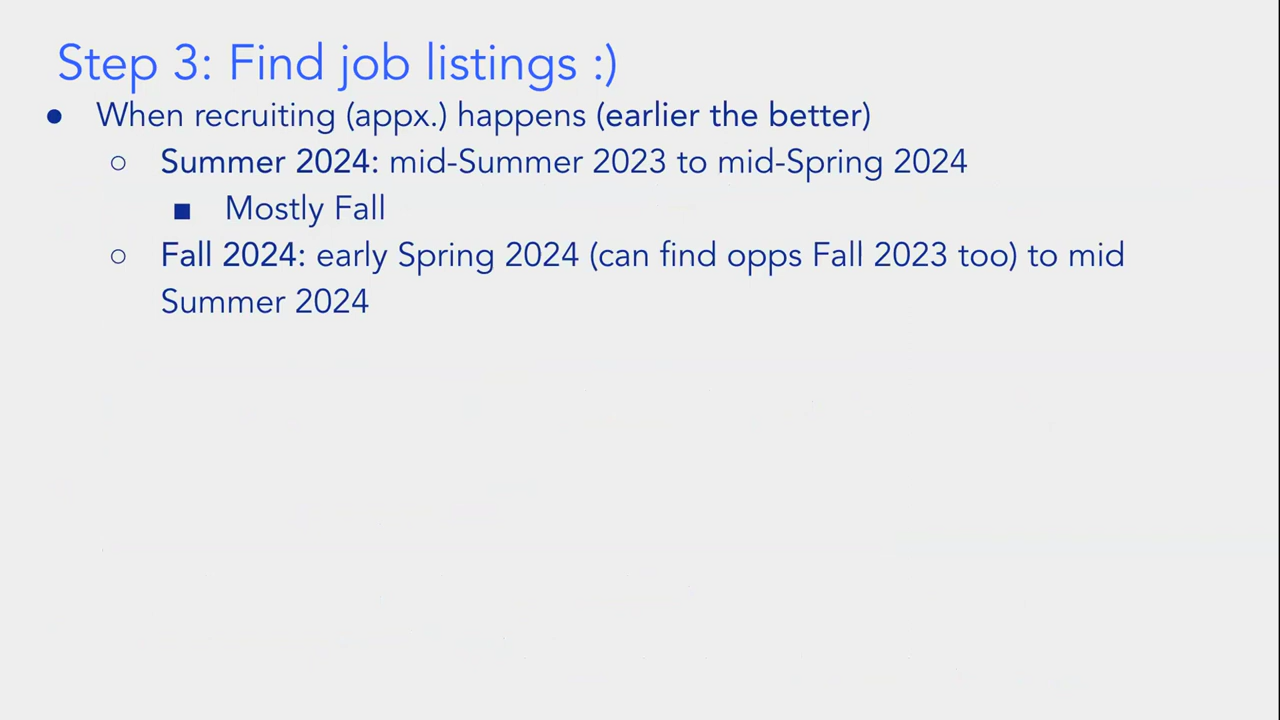 Step 3: Find job listings :)
● When recruiting (appx.) happens (earlier the better)
○ Summer 2024: mid-Summer 2023 to mid-Spring 2024
■ Mostly Fall
○ Fall 2024: early Spring 2024 (can find opps Fall 2023 too) to mid
Summer 2024